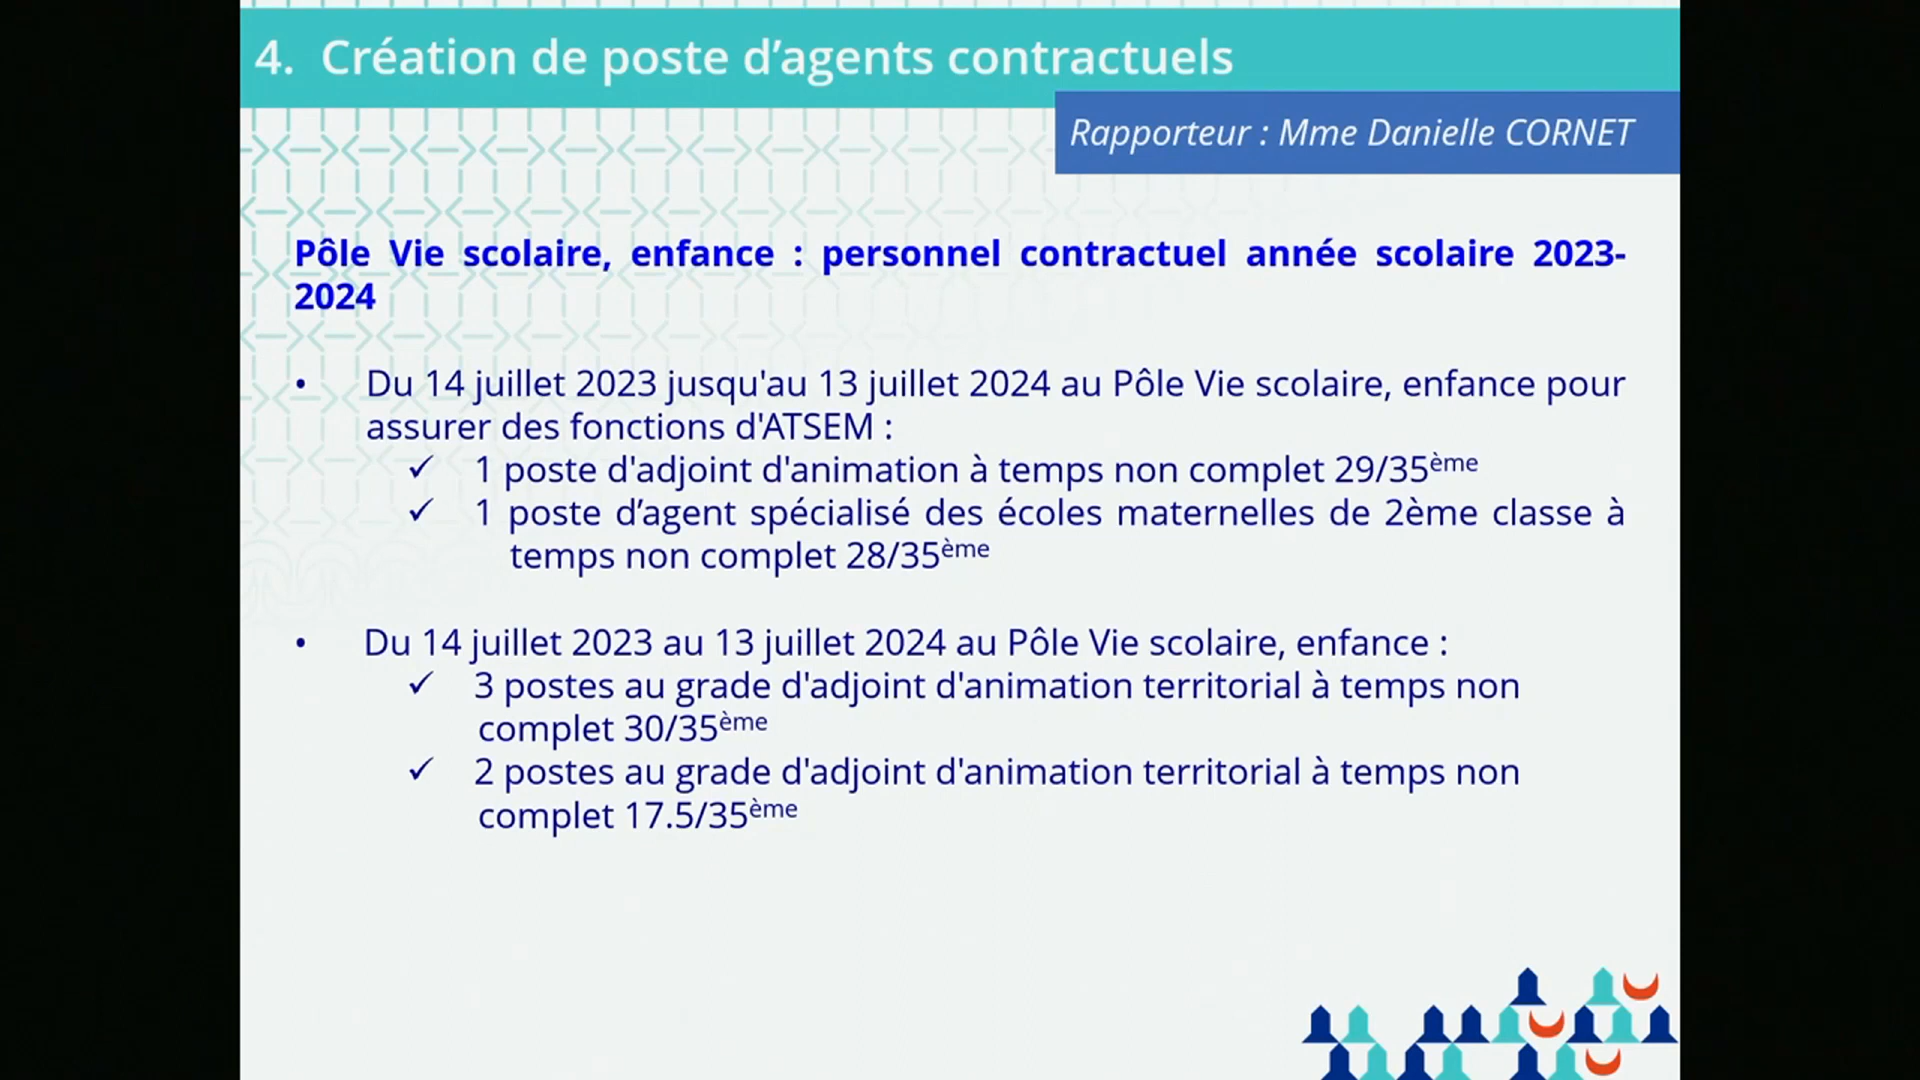 4. Création de poste d’agents contractuels
Rapporteur : Mme Danielle CORNET
Pôle Vie scolaire, enfance : personnel contractuel année scolaire 2023-
2024
• Du 14 juillet 2023 jusqu'au 13 juillet 2024 au Pôle Vie scolaire, enfance pour
assurer des fonctions d'ATSEM :
✓ 1 poste d'adjoint d'animation à temps non complet 29/35ème
✓ 1 poste d’agent spécialisé des écoles maternelles de 2ème classe à
temps non complet 28/35ème
• Du 14 juillet 2023 au 13 juillet 2024 au Pôle Vie scolaire, enfance :
✓ 3 postes au grade d'adjoint d'animation territorial à temps non
complet 30/35ème
✓ 2 postes au grade d'adjoint d'animation territorial à temps non
complet 17.5/35ème